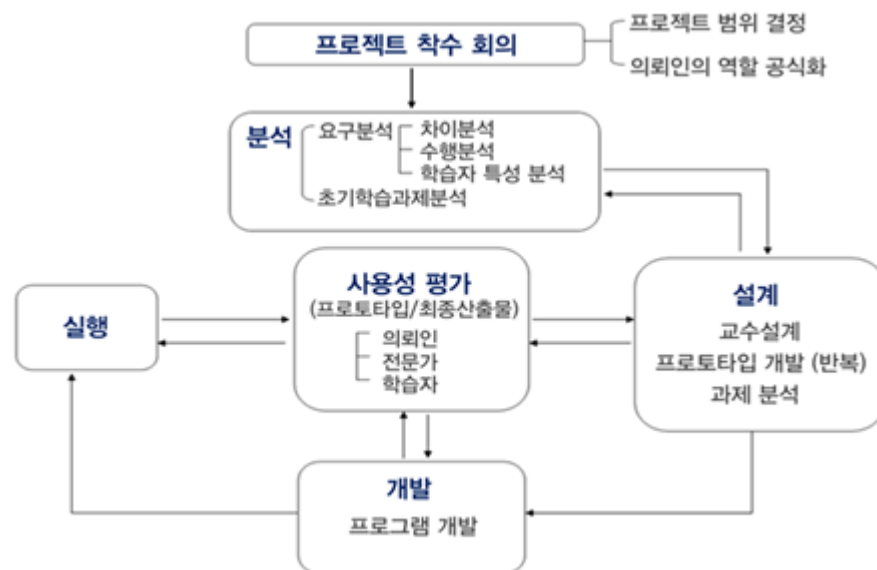 프로젝트 착수 회의
프로젝트 범위 결정
의뢰인의 역할 공식화
분석
요구분석
차이분석
수행분석
학습자 특성 분석
초기학습과제분석
사용성 평가
(프로토타입/최종산출물)
의뢰인
전문가
학습자
실행
설계
교수설계
프로토타입 개발 (반복)
과제 분석
개발
프로그램 개발